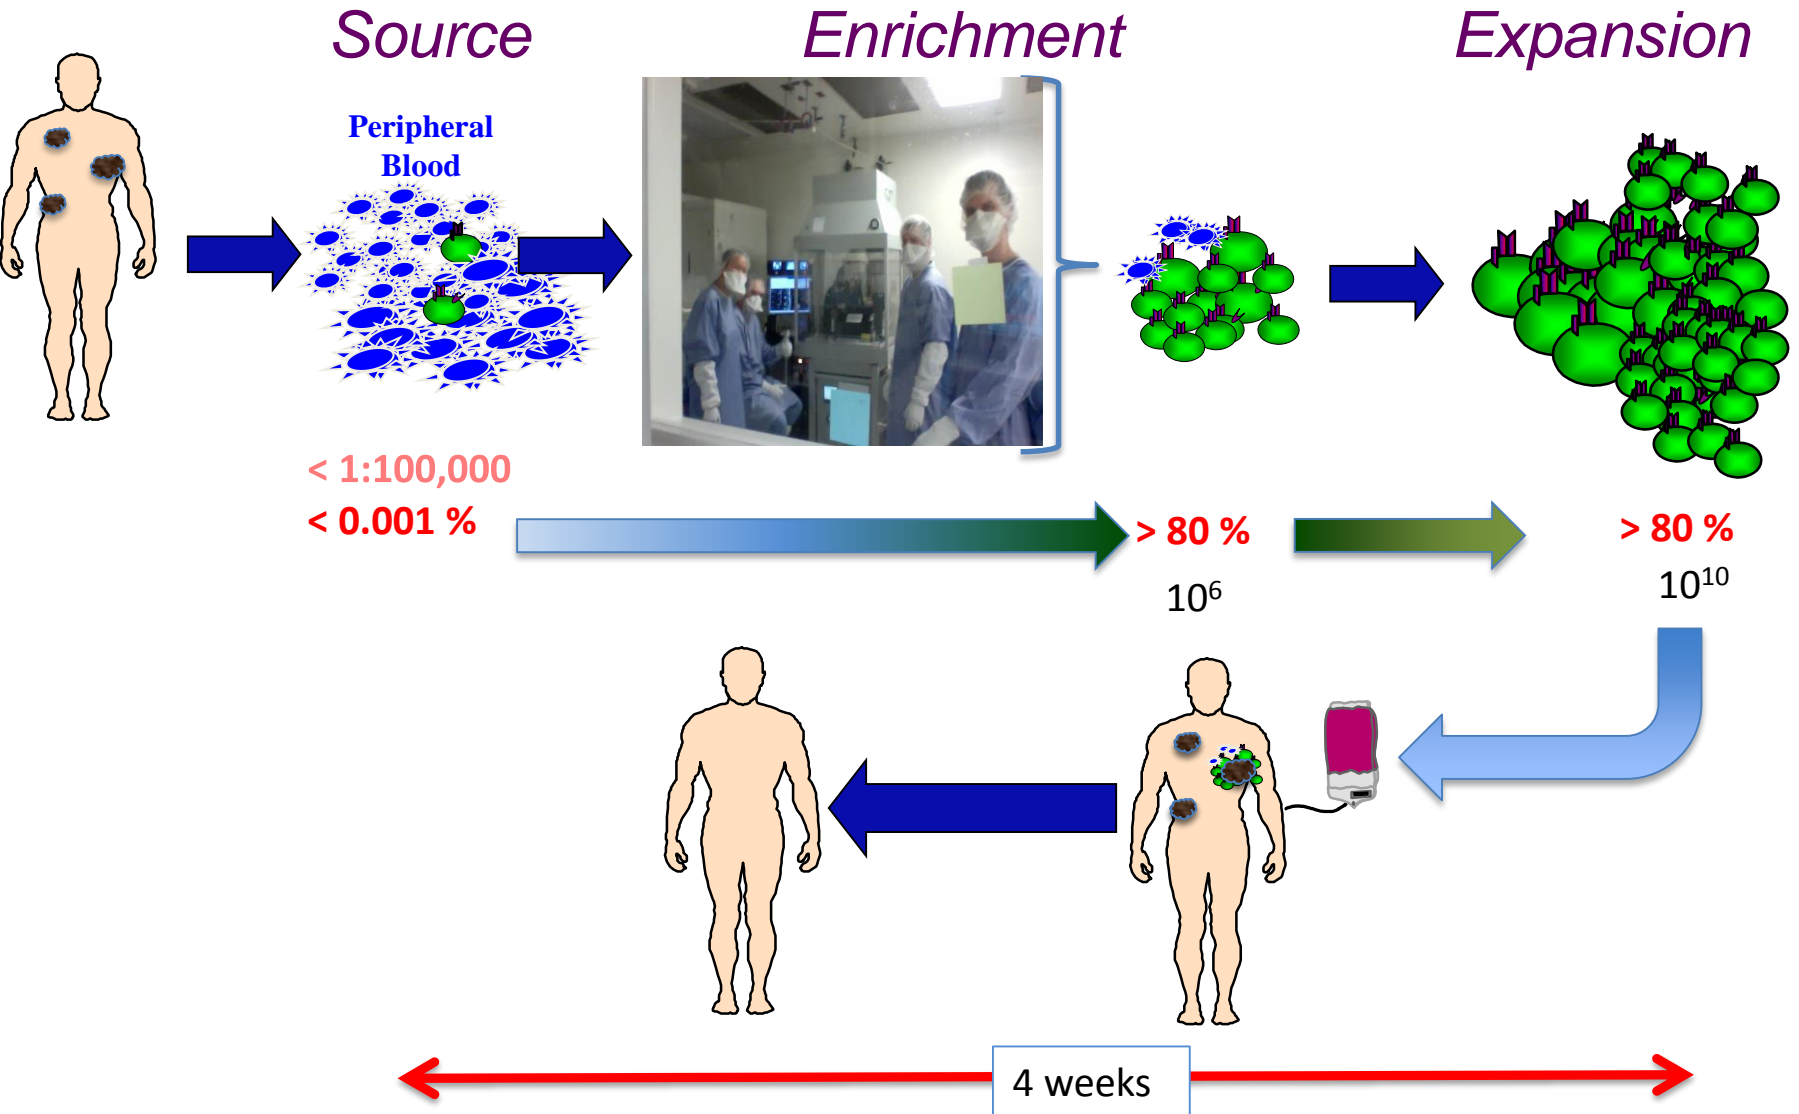 Source
Enrichment
Expansion
Peripheral
Blood
< 1:100,000
< 0.001 %
> 80 %
> 80 %
10⁶
10¹⁰
4 weeks